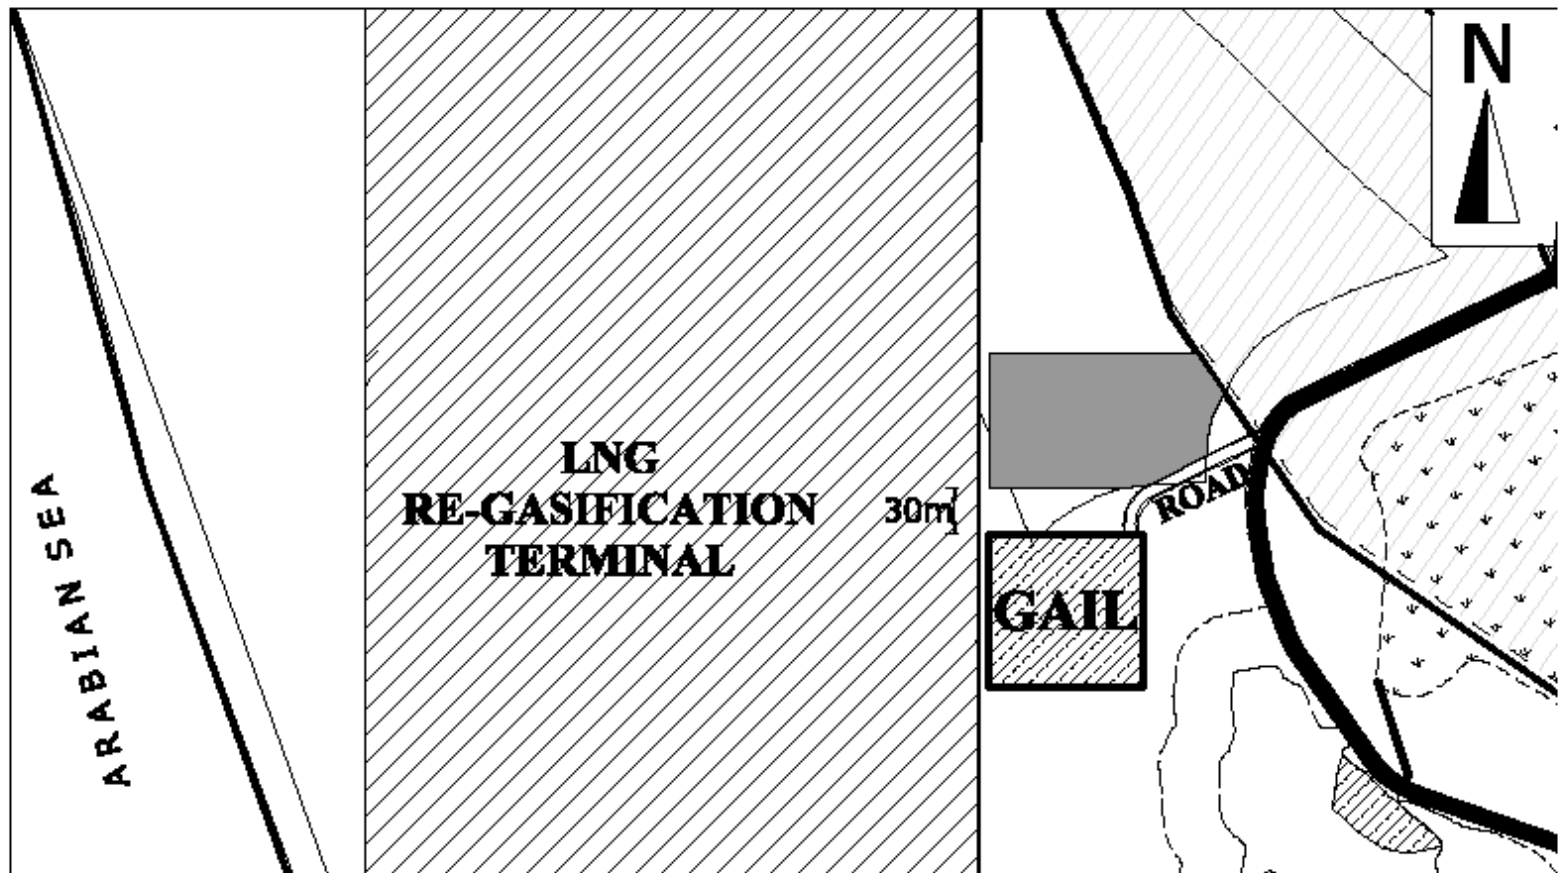 N
LNG
RE-GASIFICATION
TERMINAL
30m
ROAD
GAIL
ARABIAN SEA